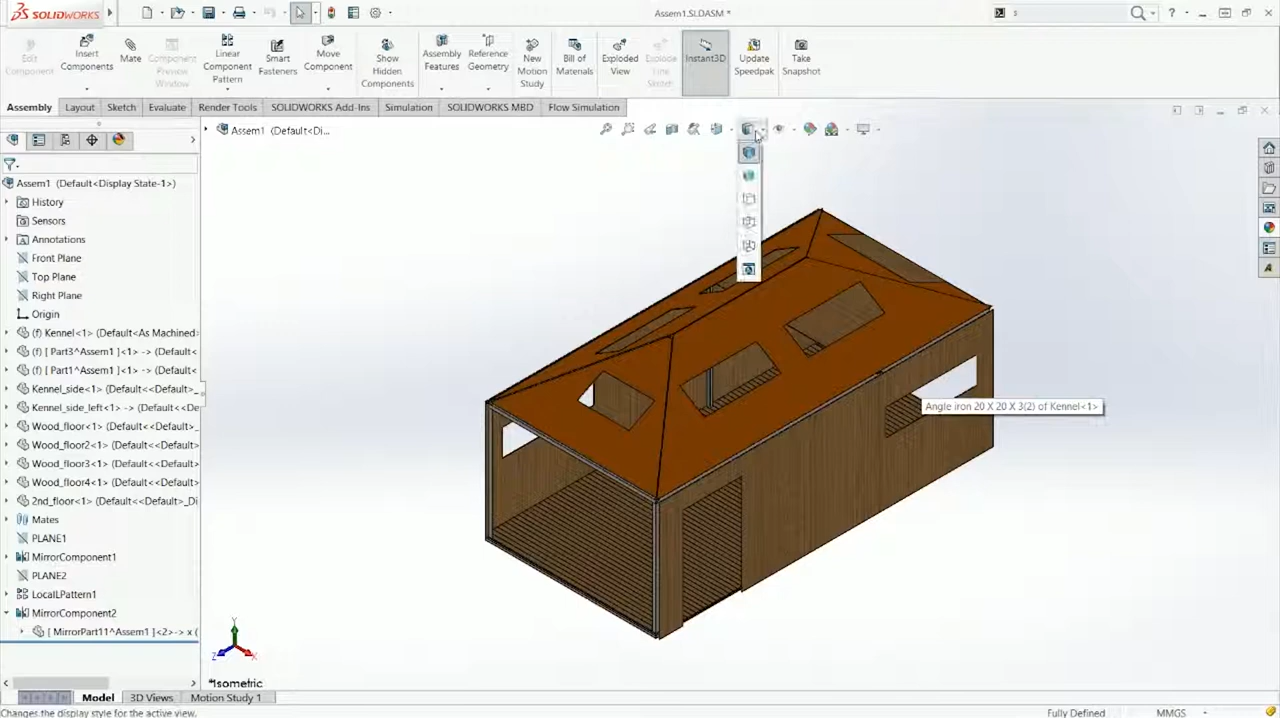 SOLIDWORKS
Assem1.SLDASM *
s
?
Edit Component
Insert Components
Mate
Component Preview Window
Linear Component Pattern
Smart Fasteners
Move Component
Show Hidden Components
Assembly Features
Reference Geometry
New Motion Study
Bill of Materials
Exploded View
Explode Line Sketch
Instant3D
Update Speedpak
Take Snapshot
Assembly
Layout
Sketch
Evaluate
Render Tools
SOLIDWORKS Add-Ins
Simulation
SOLIDWORKS MBD
Flow Simulation
Assem1 (Default<Di...
Assem1 (Default<Display State-1>)
History
Sensors
Annotations
Front Plane
Top Plane
Right Plane
Origin
(f) Kennel<1> (Default<As Machined>
(f) [ Part3^Assem1 ]<1> -> (Default<
(f) [ Part1^Assem1 ]<1> -> (Default<
Kennel_side<1> (Default<<Default>_
Kennel_side_left<1> -> (Default<<
Wood_floor<1> (Default<<Default>
Wood_floor2<1> (Default<<Default
Wood_floor3<1> (Default<<Default
Wood_floor4<1> (Default<<Default
2nd_floor<1> (Default<<Default>_Di
Mates
PLANE1
MirrorComponent1
PLANE2
LocalLPattern1
MirrorComponent2
[ MirrorPart11^Assem1 ]<2>-> x (
Angle iron 20 X 20 X 3(2) of Kennel<1>
Y
Z
X
*Isometric
Model
3D Views
Motion Study 1
Changes the display style for the active view.
Fully Defined
MMGS